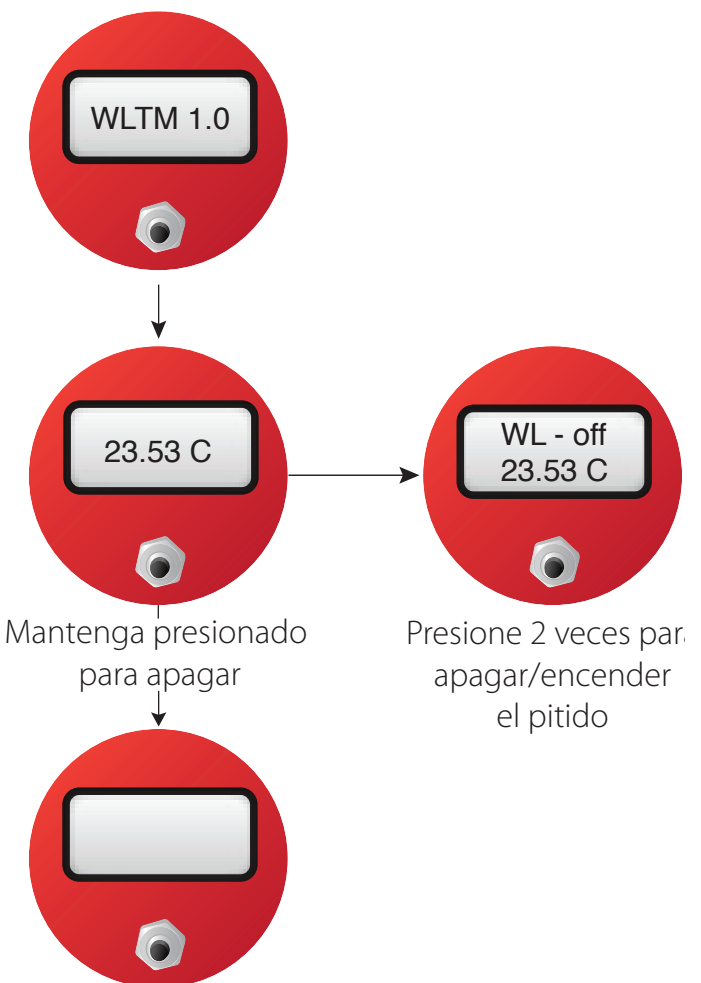 WLTM 1.0
23.53 C
WL - off
23.53 C
Mantenga presionado
para apagar
Presione 2 veces
apagar/encender
el pitido